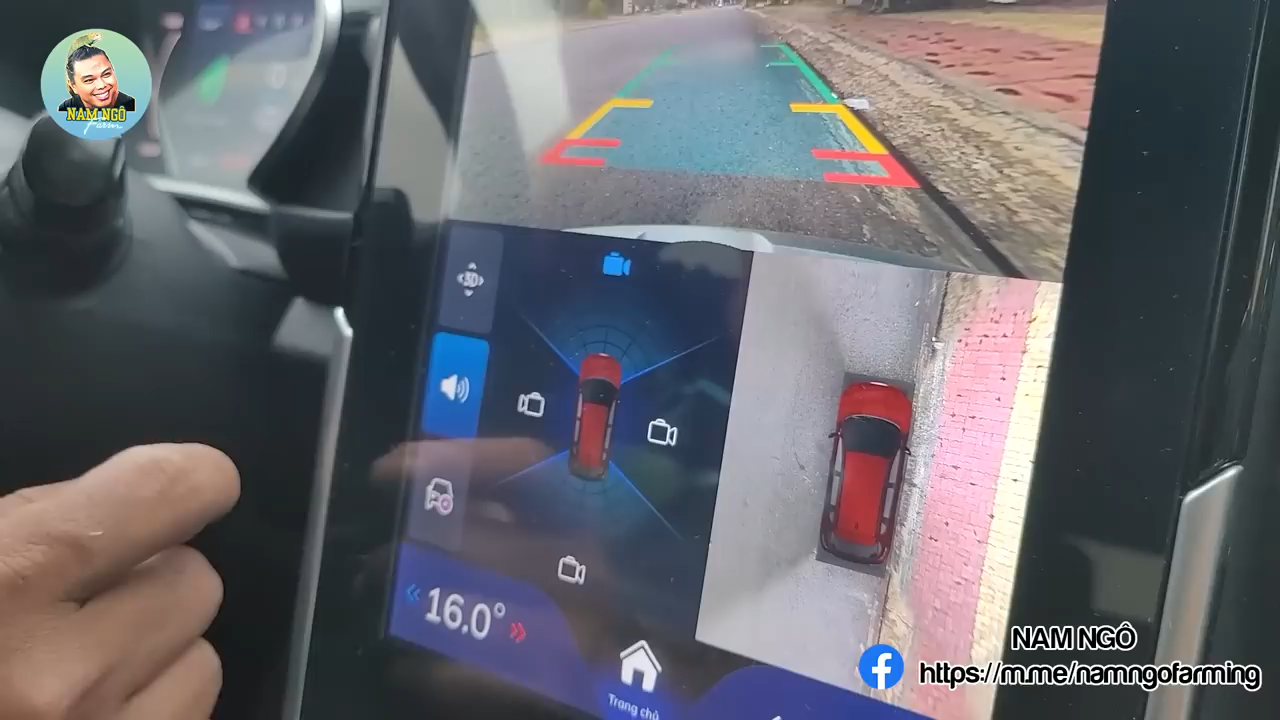 NAM NGÔ
Farm
3D
16.0°
Trang chủ
NAM NGÔ
https://m.me/namngofarming